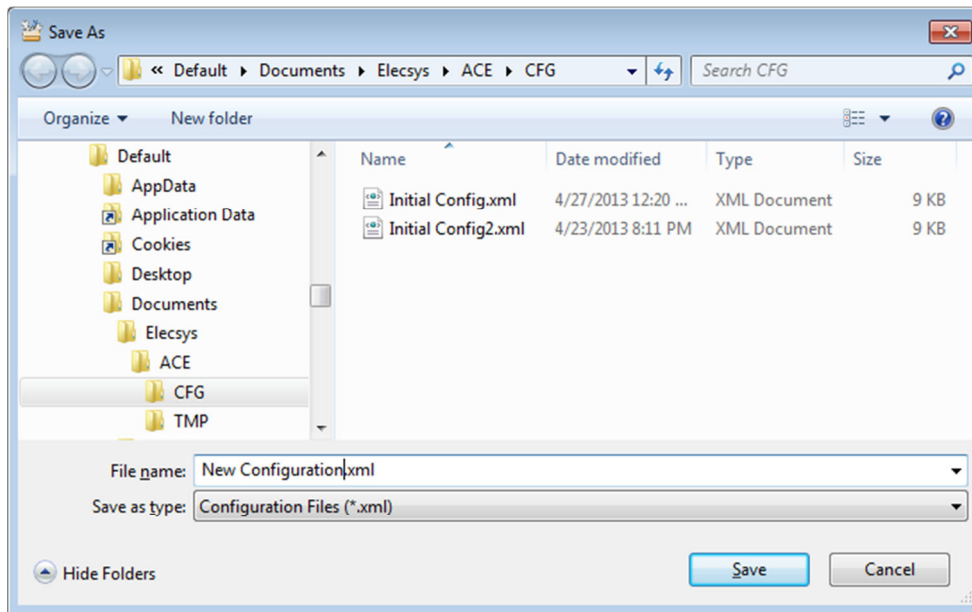 Save As
« Default ▸ Documents ▸ Elecsys ▸ ACE ▸ CFG Search CFG
Organize New folder
Default
AppData
Application Data
Cookies
Desktop
Documents
Elecsys
ACE
CFG
TMP
Name Date modified Type Size
Initial Config.xml 4/27/2013 12:20 ... XML Document 9 KB
Initial Config2.xml 4/23/2013 8:11 PM XML Document 9 KB
File name: New Configuration.xml
Save as type: Configuration Files (*.xml)
Hide Folders Save Cancel